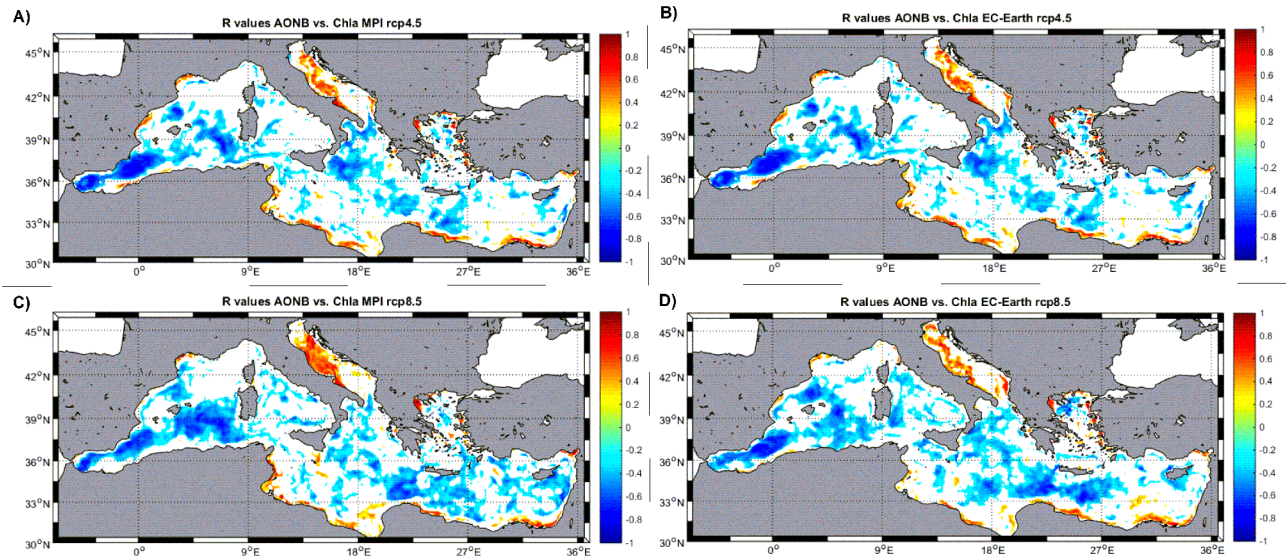 A)
R values AONB vs. Chla MPI rcp4.5
45°N
42°N
39°N
36°N
33°N
30°N
0°
9°E
18°E
27°E
36°E
1
0.8
0.6
0.4
0.2
0
-0.2
-0.4
-0.6
-0.8
-1
B)
R values AONB vs. Chla EC-Earth rcp4.5
45°N
42°N
39°N
36°N
33°N
30°N
0°
9°E
18°E
27°E
36°E
1
0.8
0.6
0.4
0.2
0
-0.2
-0.4
-0.6
-0.8
-1
C)
R values AONB vs. Chla MPI rcp8.5
45°N
42°N
39°N
36°N
33°N
30°N
0°
9°E
18°E
27°E
36°E
1
0.8
0.6
0.4
0.2
0
-0.2
-0.4
-0.6
-0.8
-1
D)
R values AONB vs. Chla EC-Earth rcp8.5
45°N
42°N
39°N
36°N
33°N
30°N
0°
9°E
18°E
27°E
36°E
1
0.8
0.6
0.4
0.2
0
-0.2
-0.4
-0.6
-0.8
-1